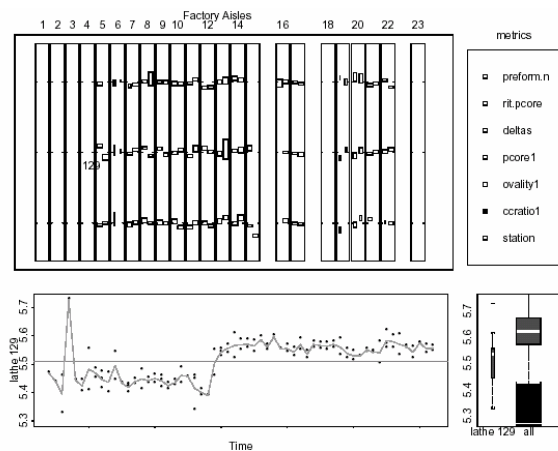 Factory Aisles
1 2 3 4 5 6 7 8 9 10 12 14 16 18 20 22 23
129
metrics
preform.n
rit.pcore
deltas
pcore1
ovality1
ccratio1
station
5.7
5.6
5.5
5.4
5.3
lathe 129
Time
5.7
5.6
5.5
5.4
5.3
lathe 129 all